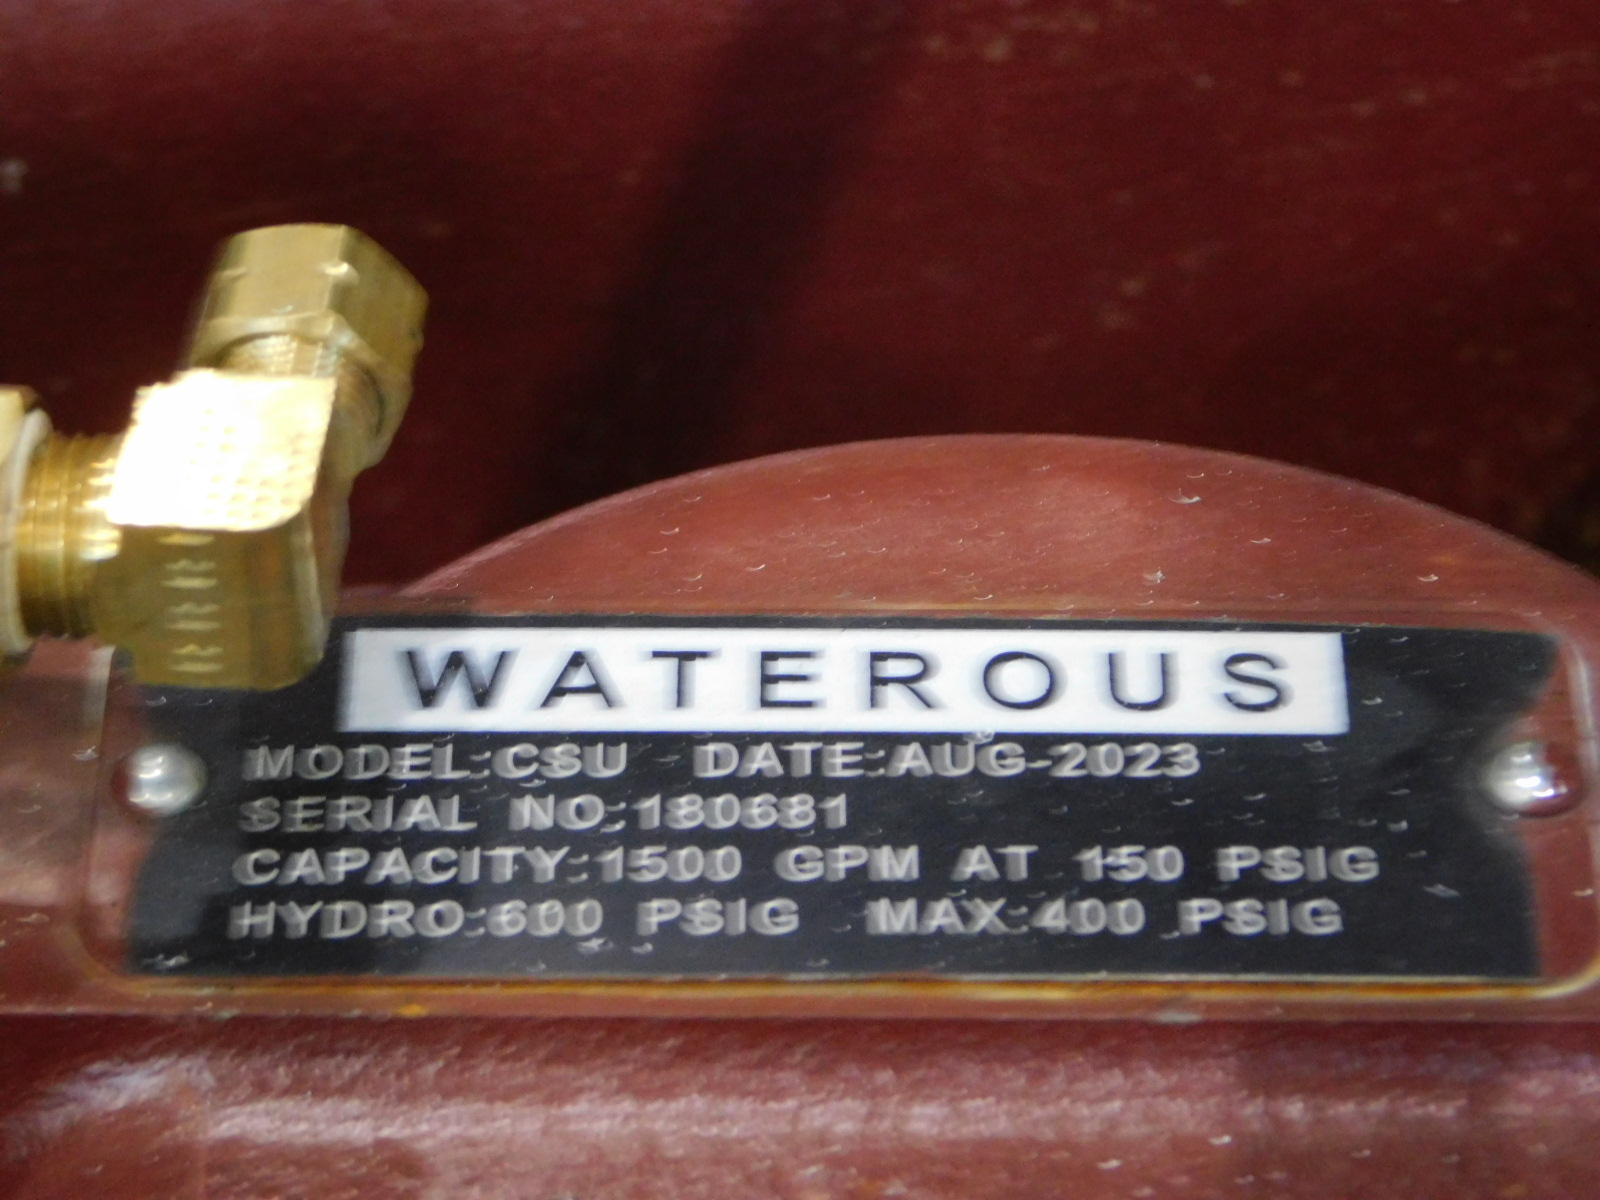 WATEROUS
MODEL:CSU DATE:AUG-2023
SERIAL NO:180681
CAPACITY:1500 GPM AT 150 PSIG
HYDRO:600 PSIG MAX:400 PSIG